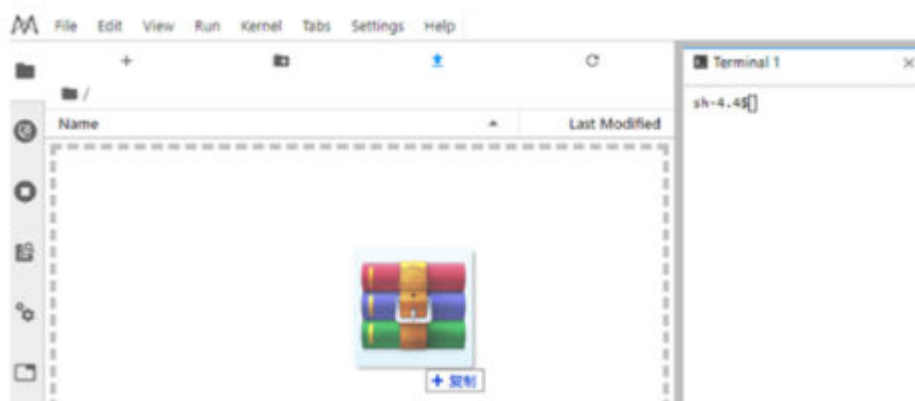 File Edit View Run Kernel Tabs Settings Help
Terminal 1
/
Name Last Modified
sh-4.4$
+ 复制